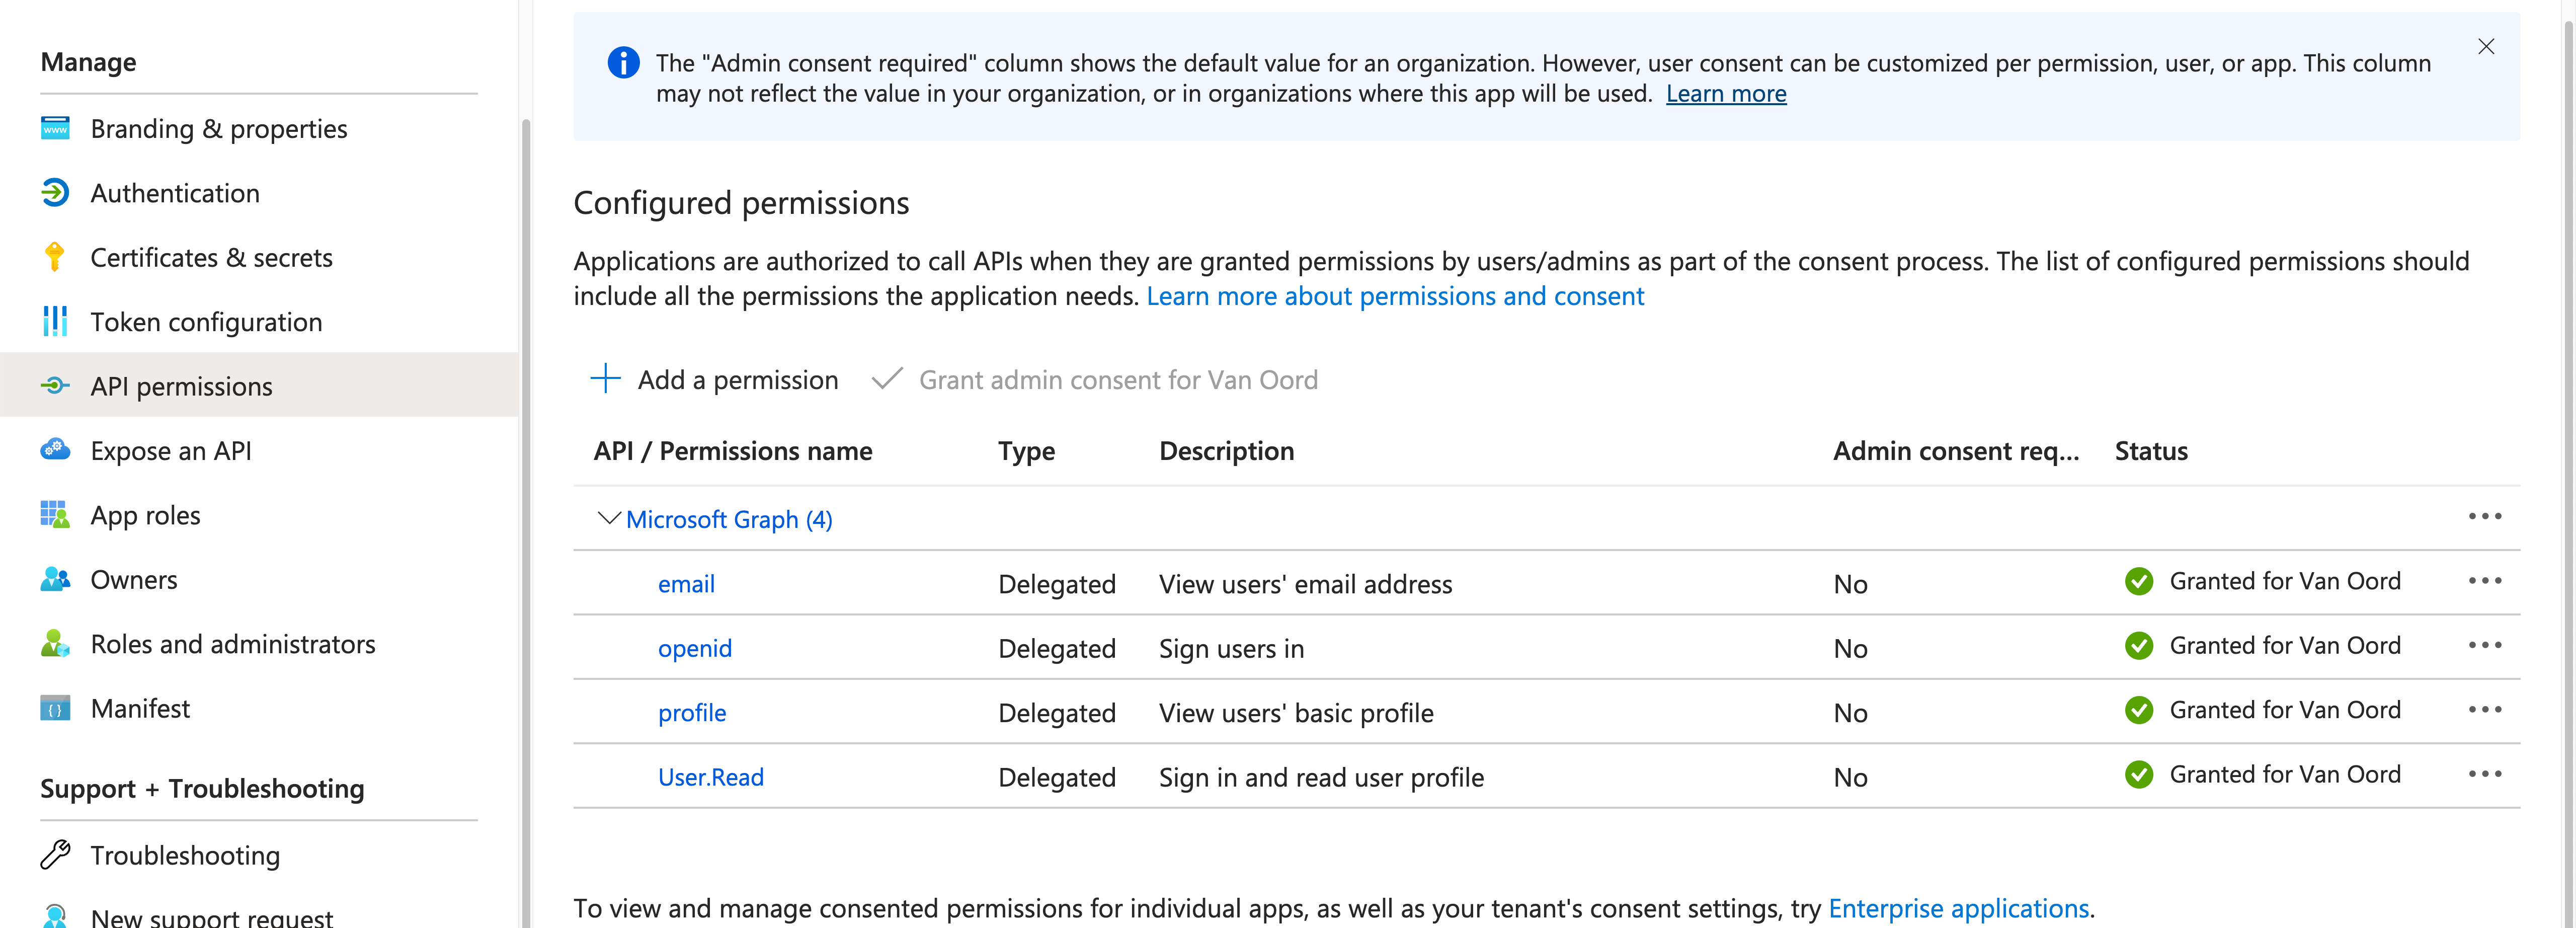 Manage
www
Branding & properties
Authentication
Certificates & secrets
Token configuration
API permissions
Expose an API
App roles
Owners
Roles and administrators
{ }
Manifest
Support + Troubleshooting
Troubleshooting
New support request
The "Admin consent required" column shows the default value for an organization. However, user consent can be customized per permission, user, or app. This column
may not reflect the value in your organization, or in organizations where this app will be used. Learn more
Configured permissions
Applications are authorized to call APIs when they are granted permissions by users/admins as part of the consent process. The list of configured permissions should
include all the permissions the application needs. Learn more about permissions and consent
Add a permission Grant admin consent for Van Oord
API / Permissions name Type Description Admin consent req... Status
Microsoft Graph (4)
email Delegated View users' email address No Granted for Van Oord
openid Delegated Sign users in No Granted for Van Oord
profile Delegated View users' basic profile No Granted for Van Oord
User.Read Delegated Sign in and read user profile No Granted for Van Oord
To view and manage consented permissions for individual apps, as well as your tenant's consent settings, try Enterprise applications.